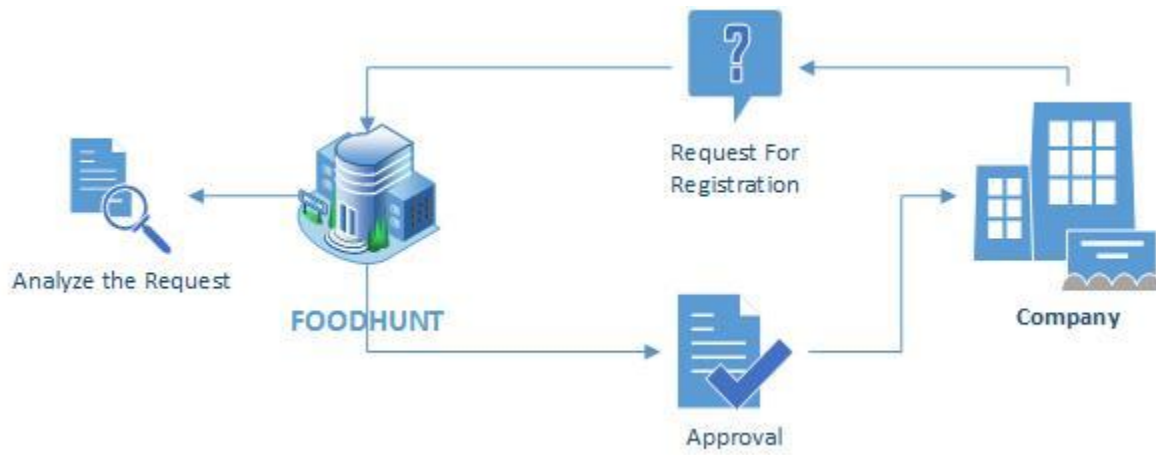 ?
Request For
Registration
Analyze the Request
FOODHUNT
Company
Approval